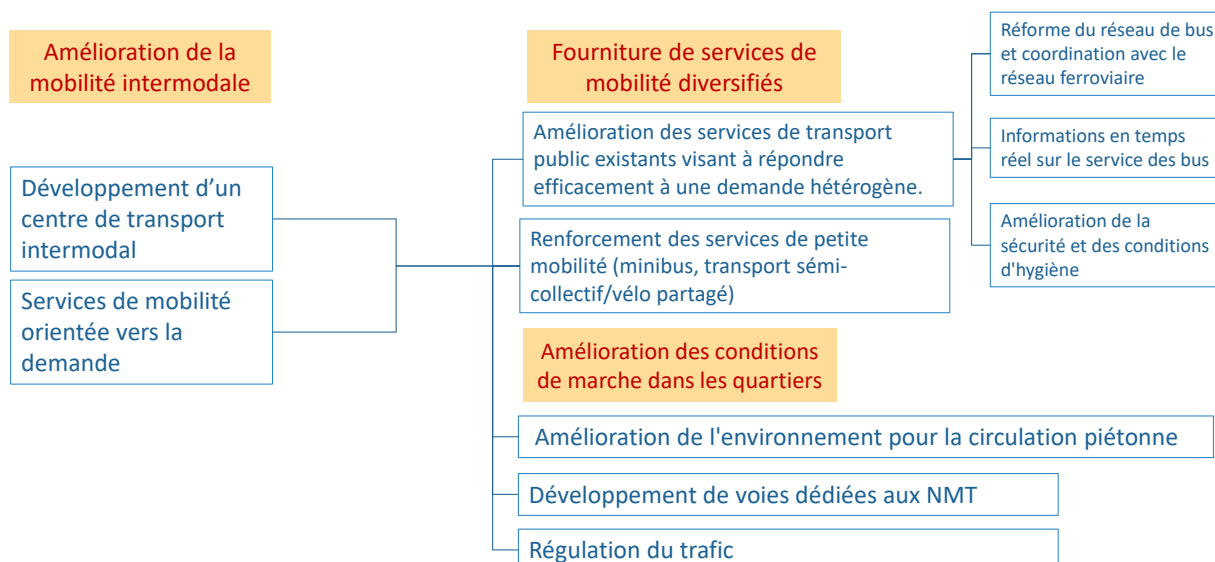 Amélioration de la
mobilité intermodale
Développement d’un
centre de transport
intermodal
Services de mobilité
orientée vers la
demande
Fourniture de services de
mobilité diversifiés
Amélioration des services de transport
public existants visant à répondre
efficacement à une demande hétérogène.
Renforcement des services de petite
mobilité (minibus, transport sémi-
collectif/vélo partagé)
Amélioration des conditions
de marche dans les quartiers
Amélioration de l'environnement pour la circulation piétonne
Développement de voies dédiées aux NMT
Régulation du trafic
Réforme du réseau de bus
et coordination avec le
réseau ferroviaire
Informations en temps
réel sur le service des bus
Amélioration de la
sécurité et des conditions
d'hygiène